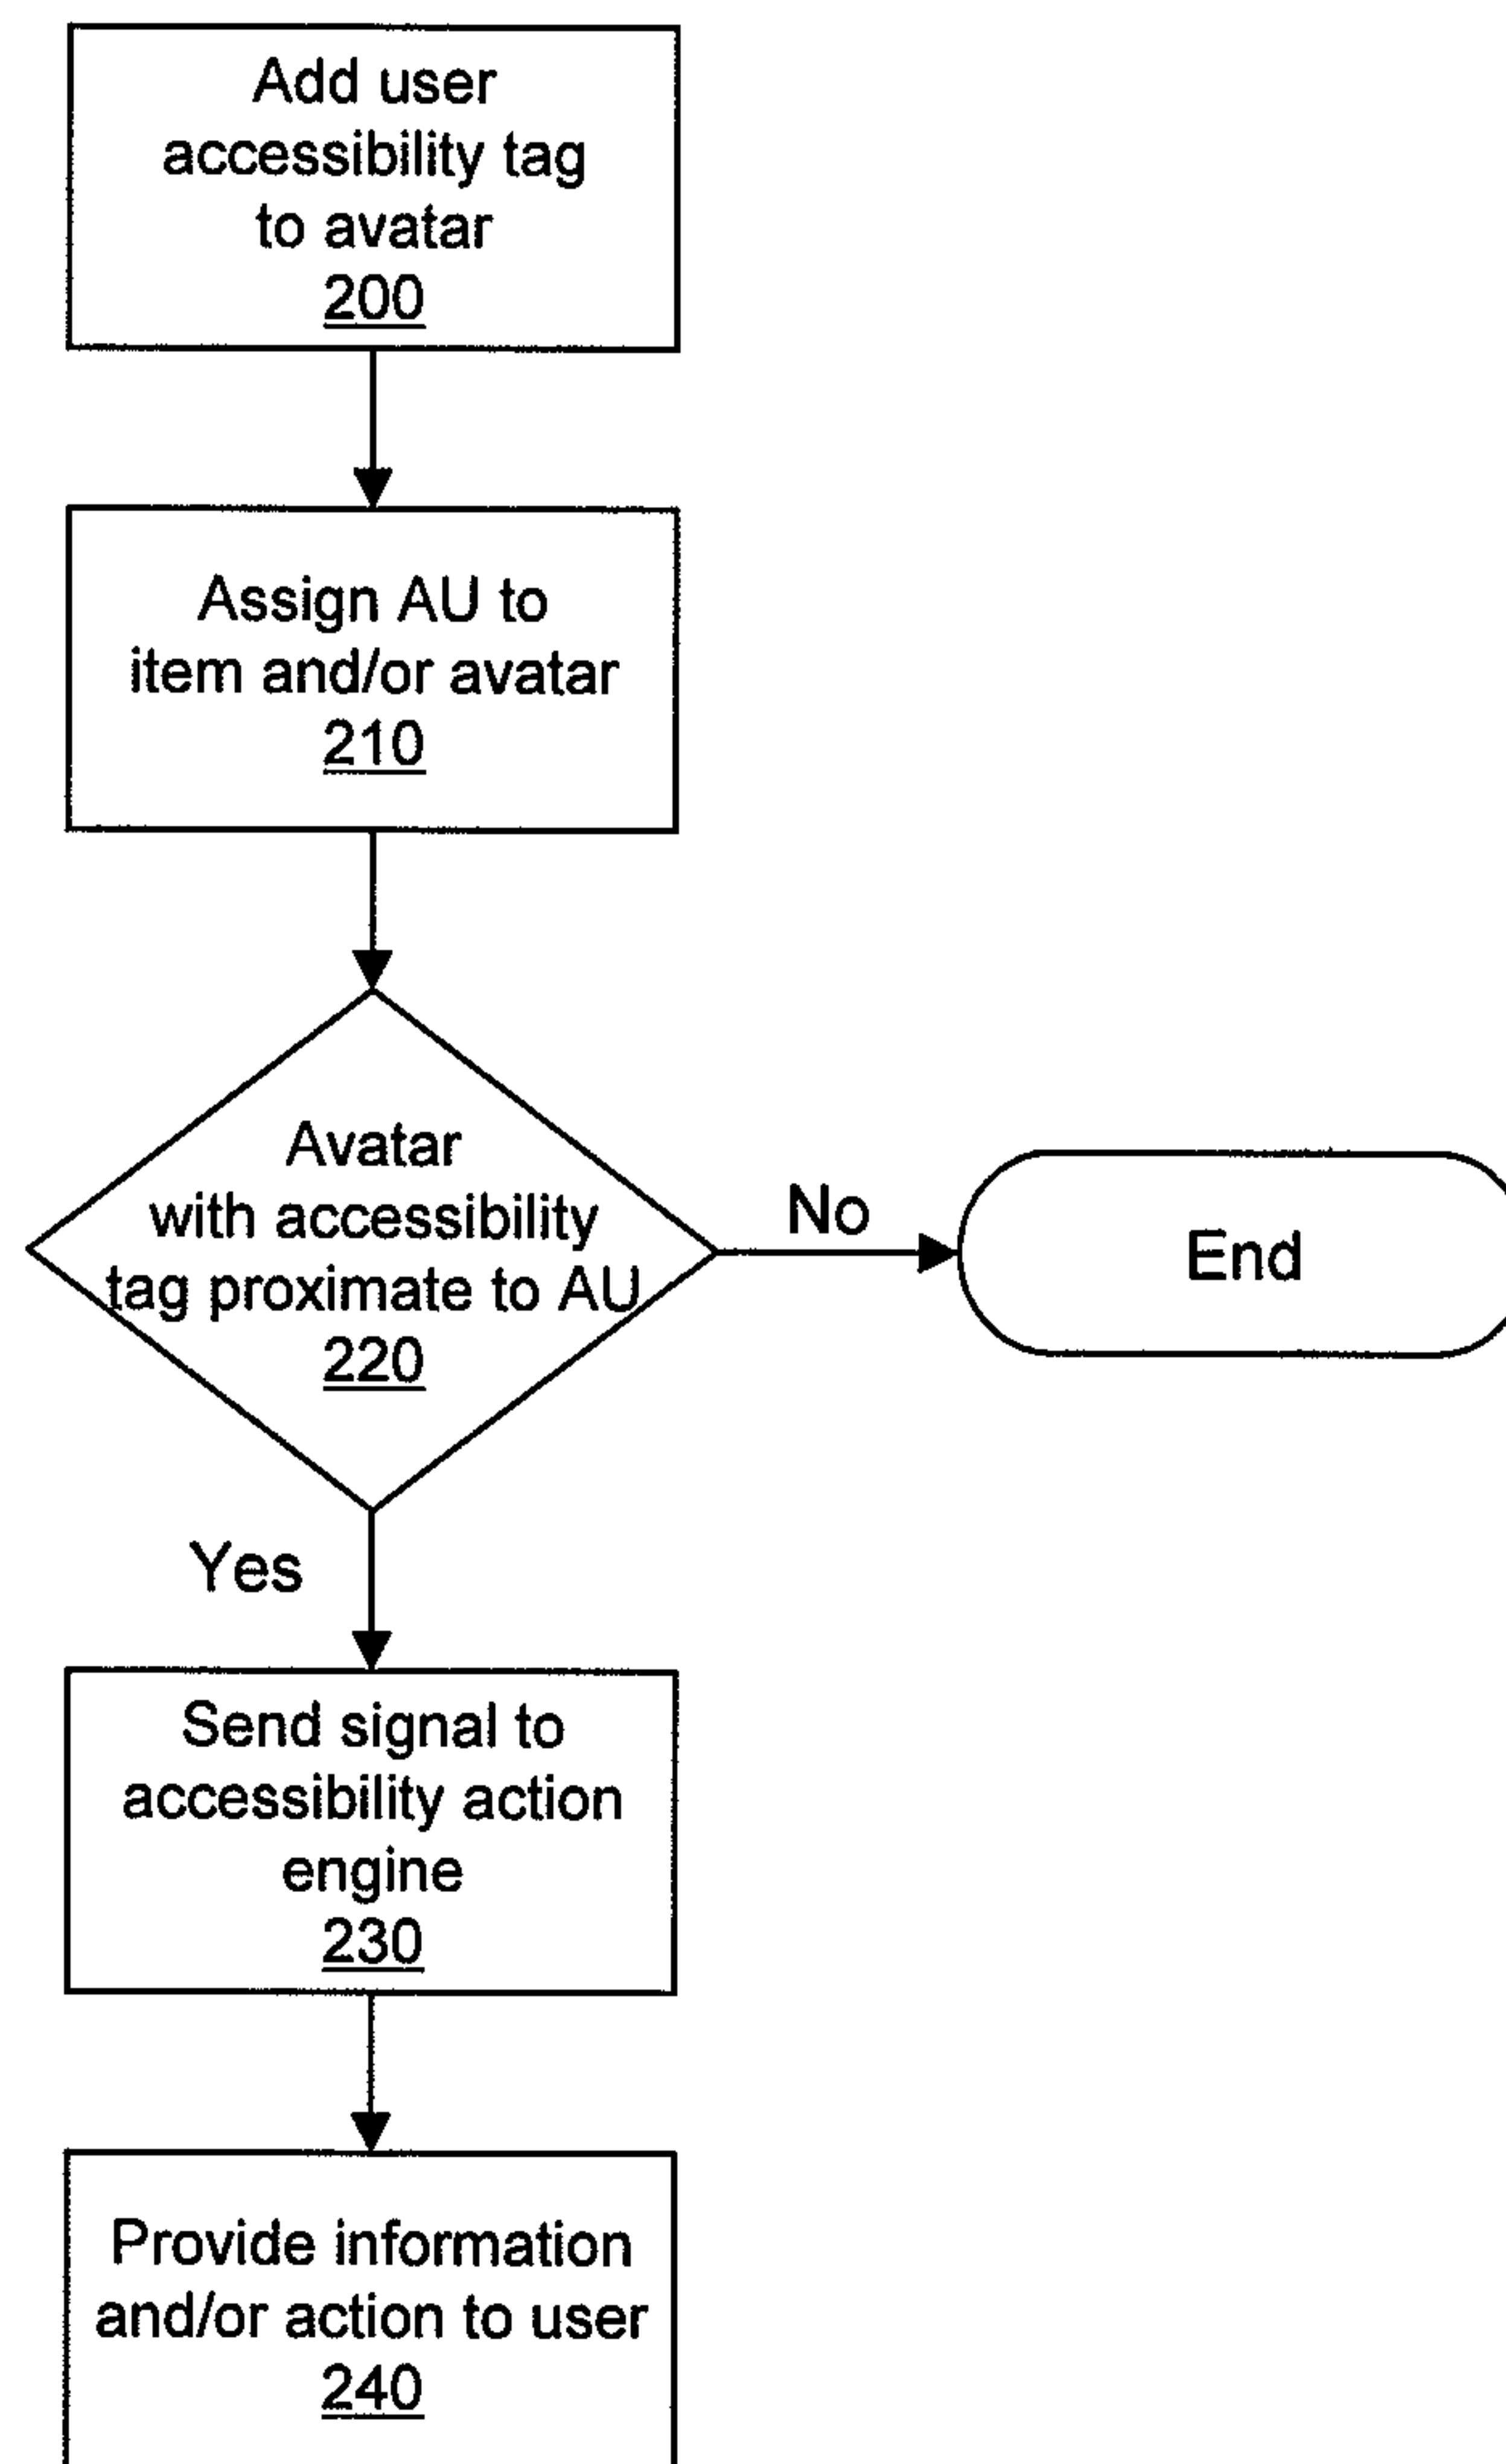 Add user
accessibility tag
to avatar
200
Assign AU to
item and/or avatar
210
Avatar
with accessibility
tag proximate to AU
220
No
End
Yes
Send signal to
accessibility action
engine
230
Provide information
and/or action to user
240